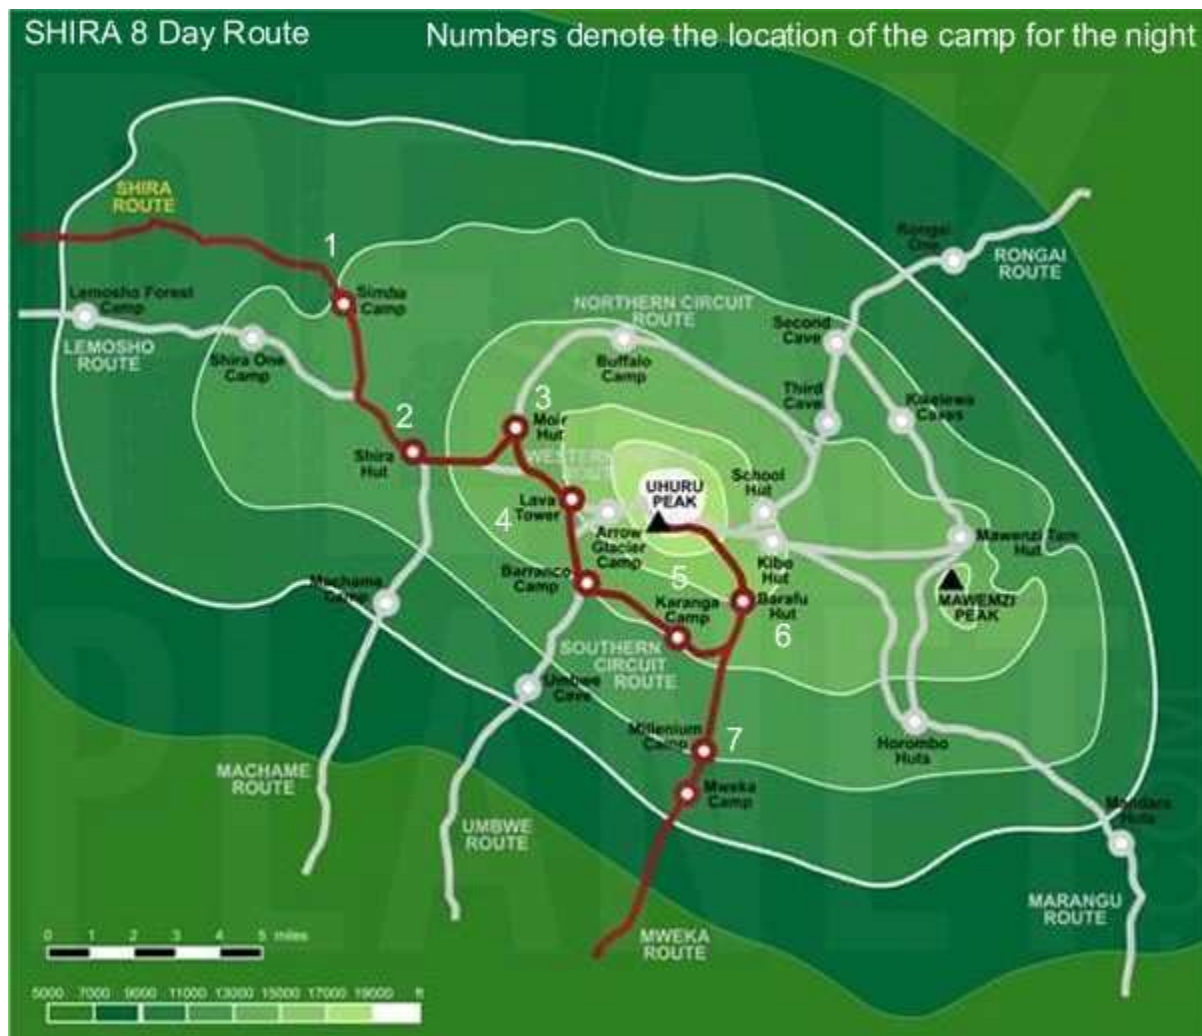 SHIRA 8 Day Route
Numbers denote the location of the camp for the night
SHIRA
ROUTE
1
Simba
Camp
Lemosho Forest
Camp
LEMOSHO
ROUTE
Shira One
Camp
NORTHERN CIRCUIT
ROUTE
Buffalo
Camp
Rongai
One
RONGAI
ROUTE
Second
Cave
Third
Cave
Caves
2
Shira
Hut
3
Moir
Hut
WESTERN
Lava
Tower
4
UHURU
PEAK
School
Hut
Arrow
Glacier
Camp
Kibo
Hut
Mawenzi Tarn
Hut
MAWEMZI
PEAK
Barranco
Camp
5
Karanga
Camp
Barafu
Hut
6
SOUTHERN
CIRCUIT
ROUTE
Machame
Camp
Umbwe
Cave
Millenium
Camp
7
Mweka
Camp
Horombo
Huts
Mandara
Huts
MACHAME
ROUTE
UMBWE
ROUTE
MWEKA
ROUTE
MARANGU
ROUTE
0 1 2 3 4 5 miles
5000 7000 9000 11000 13000 15000 17000 19000 ft
PEAK
PLANET
.COM